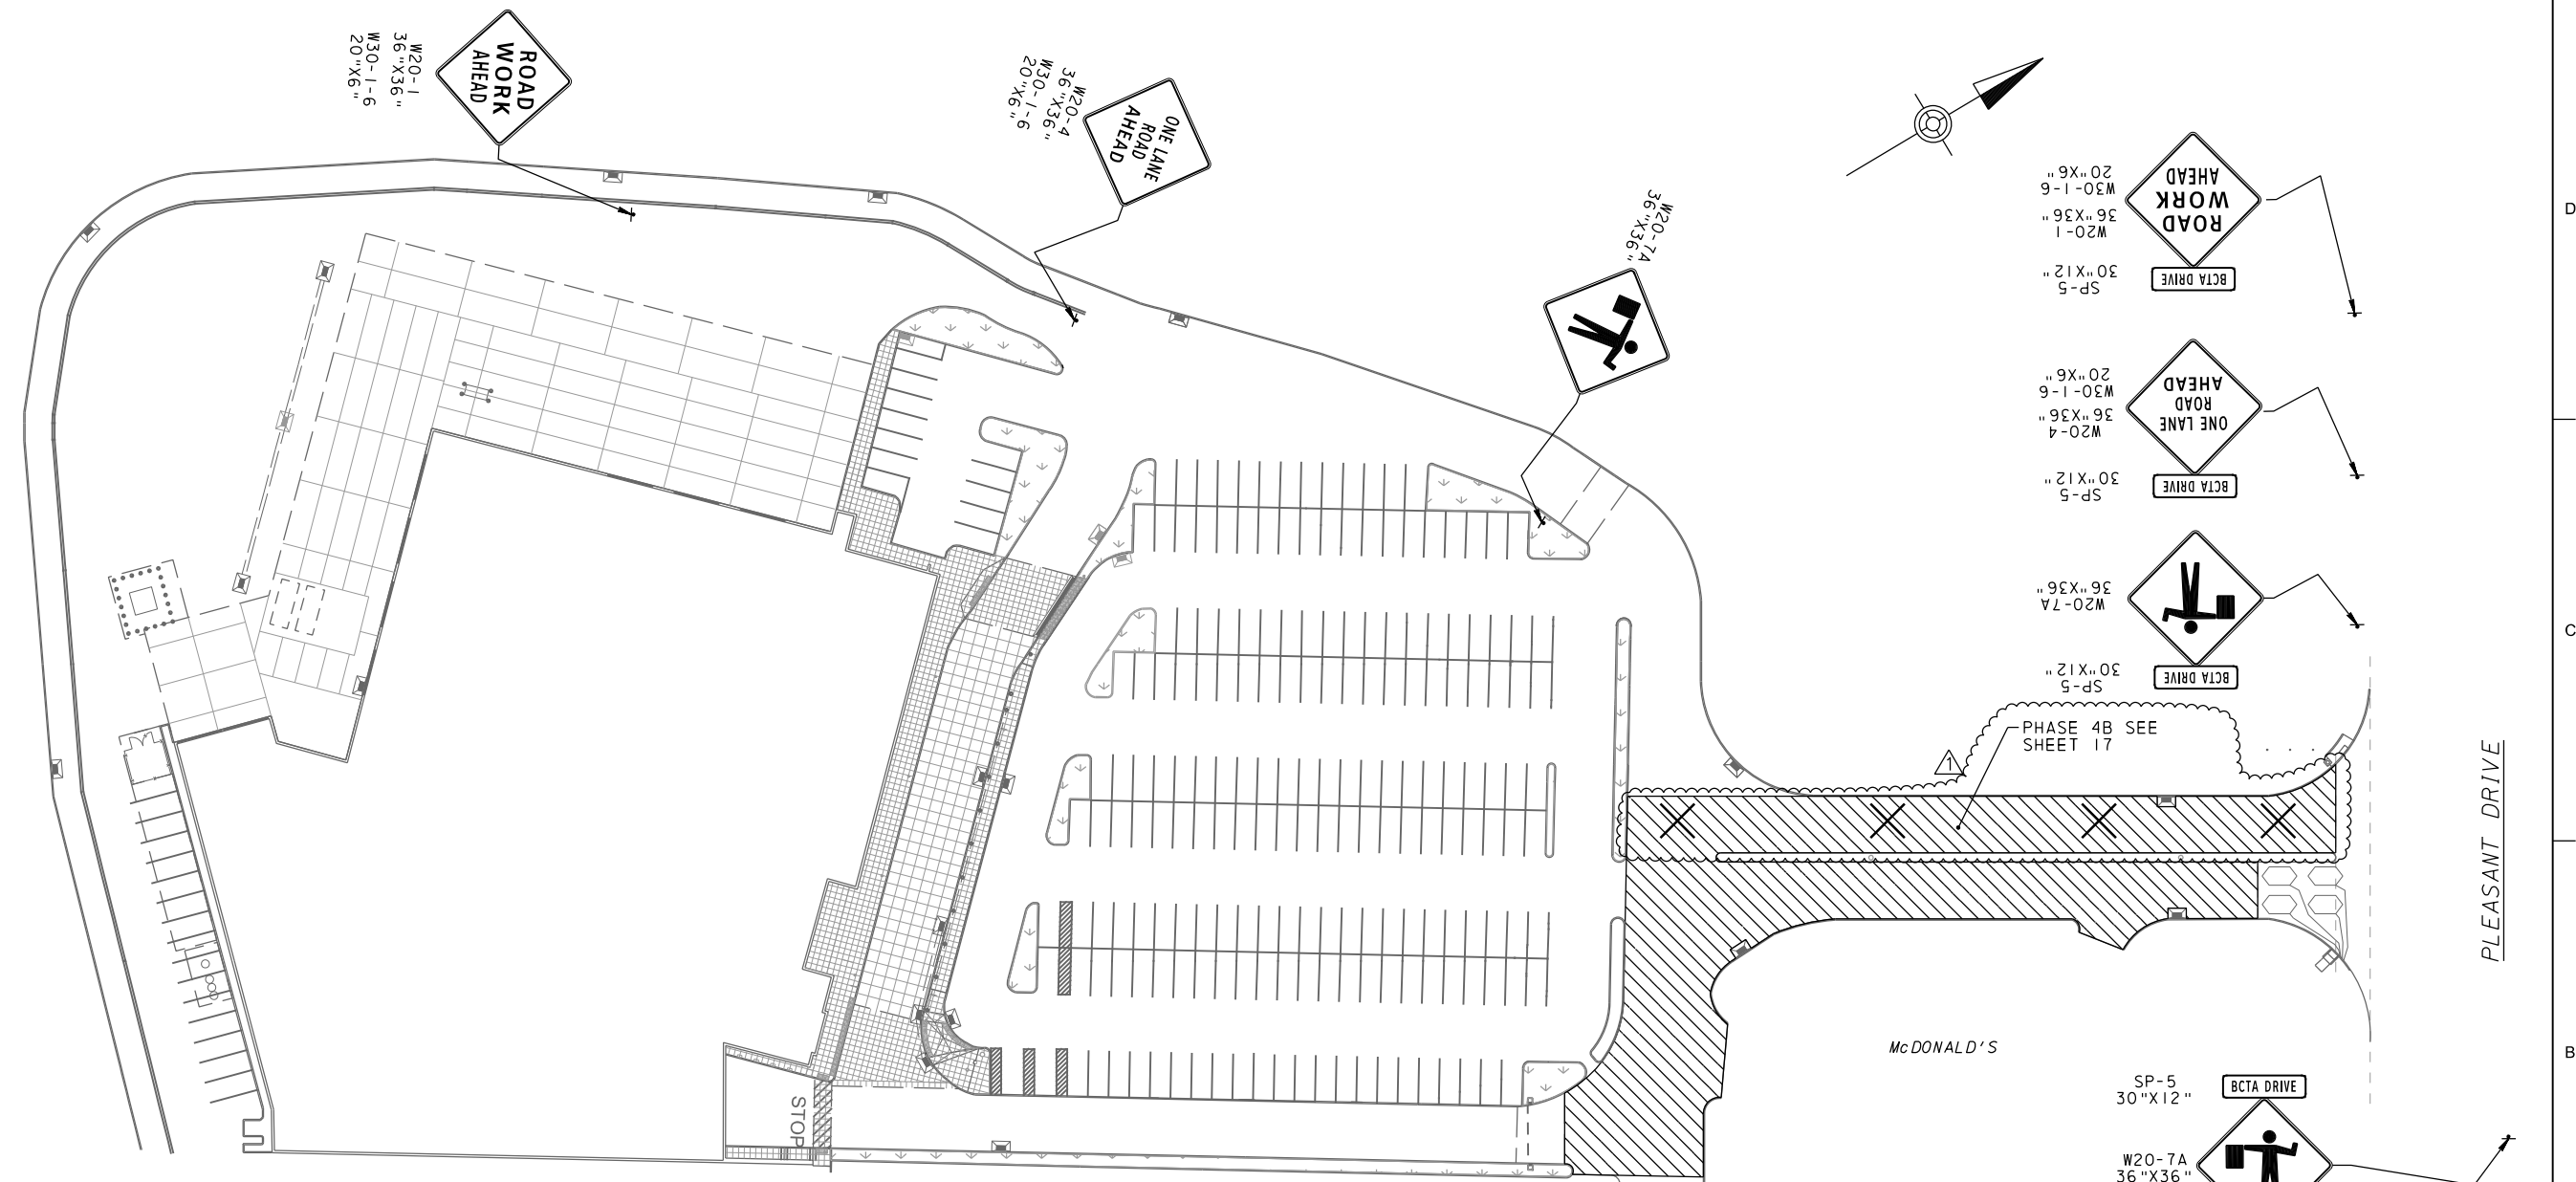 W20-1
36"X36"
W30-1-6
20"X6"
ROAD
WORK
AHEAD
W20-4
36"X36"
W30-1-6
20"X6"
ONE LANE
ROAD
AHEAD
W20-7A
36"X36"
ROAD
WORK
AHEAD
BCTA DRIVE
W20-1
36"X36"
W30-1-6
20"X6"
SP-5
30"X12"
D
ONE LANE
ROAD
AHEAD
BCTA DRIVE
W20-4
36"X36"
W30-1-6
20"X6"
SP-5
30"X12"
W20-7A
36"X36"
BCTA DRIVE
SP-5
30"X12"
C
PHASE 4B SEE
SHEET 17
1
PLEASANT DRIVE
McDONALD'S
B
SP-5
30"X12"
BCTA DRIVE
W20-7A
36"X36"
STOP